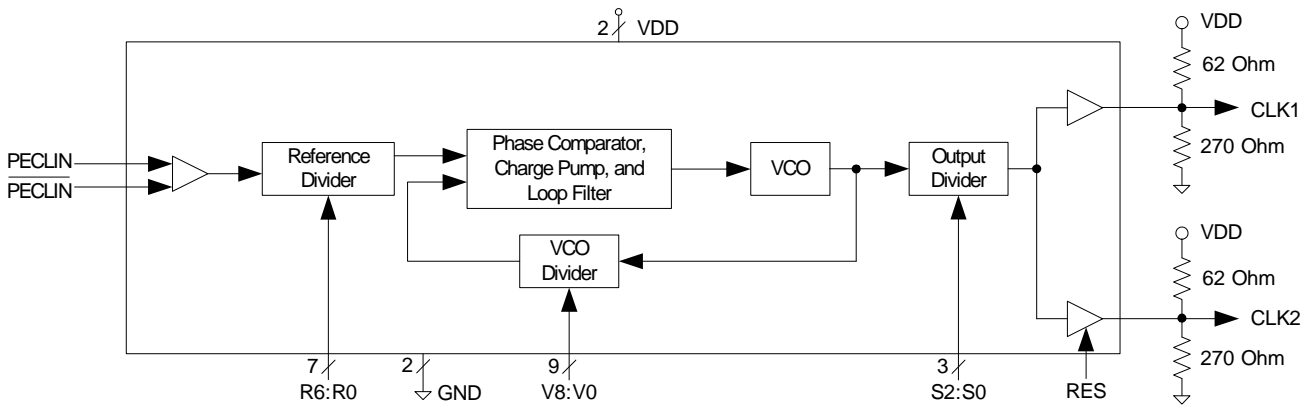 2 VDD
VDD
62 Ohm
CLK1
270 Ohm
PECLIN
PECLIN
Reference
Divider
Phase Comparator,
Charge Pump, and
Loop Filter
VCO
Output
Divider
VCO
Divider
VDD
62 Ohm
CLK2
270 Ohm
7
R6:R0
2
GND
9
V8:V0
3
S2:S0
RES